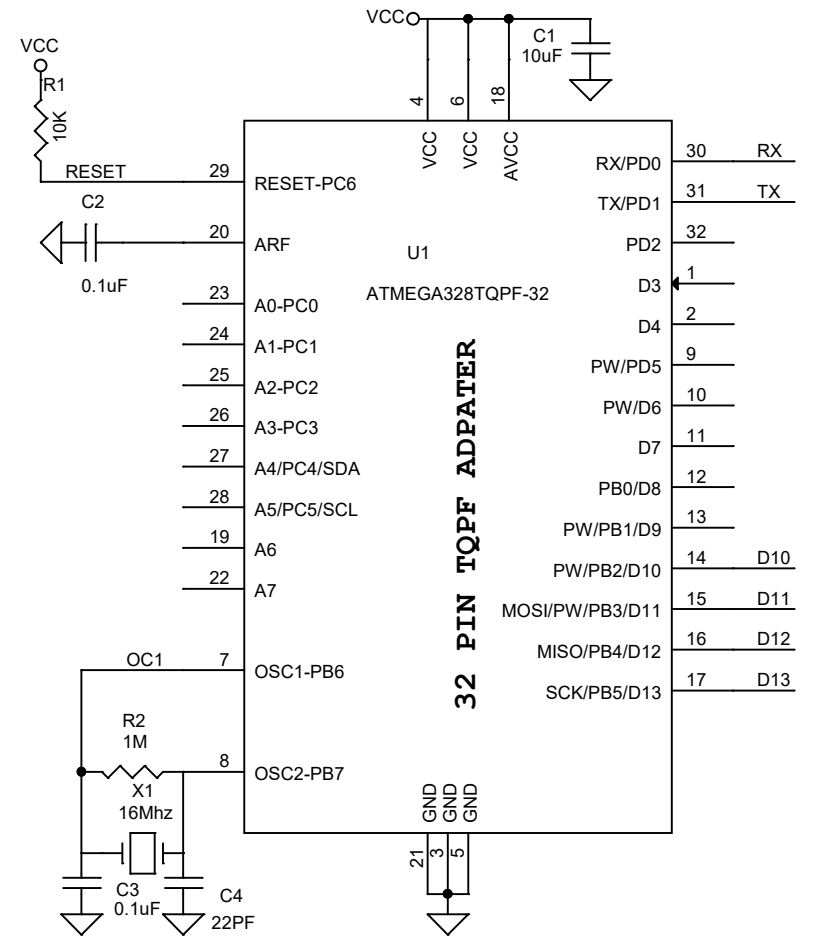 VCC
C1
10uF
VCC
R1
10K
4
6
18
VCC
VCC
AVCC
RESET
29
RESET-PC6
C2
0.1uF
20
ARF
23
A0-PC0
24
A1-PC1
25
A2-PC2
26
A3-PC3
27
A4/PC4/SDA
28
A5/PC5/SCL
19
A6
22
A7
OC1
7
OSC1-PB6
R2
1M
8
OSC2-PB7
X1
16Mhz
C3
0.1uF
C4
22PF
U1
ATMEGA328TQPF-32
32 PIN TQPF ADPATER
RX/PD0
30
RX
TX/PD1
31
TX
PD2
32
D3
1
D4
2
PW/PD5
9
PW/D6
10
D7
11
PB0/D8
12
PW/PB1/D9
13
PW/PB2/D10
14
D10
MOSI/PW/PB3/D11
15
D11
MISO/PB4/D12
16
D12
SCK/PB5/D13
17
D13
GND
GND
GND
21
3
5